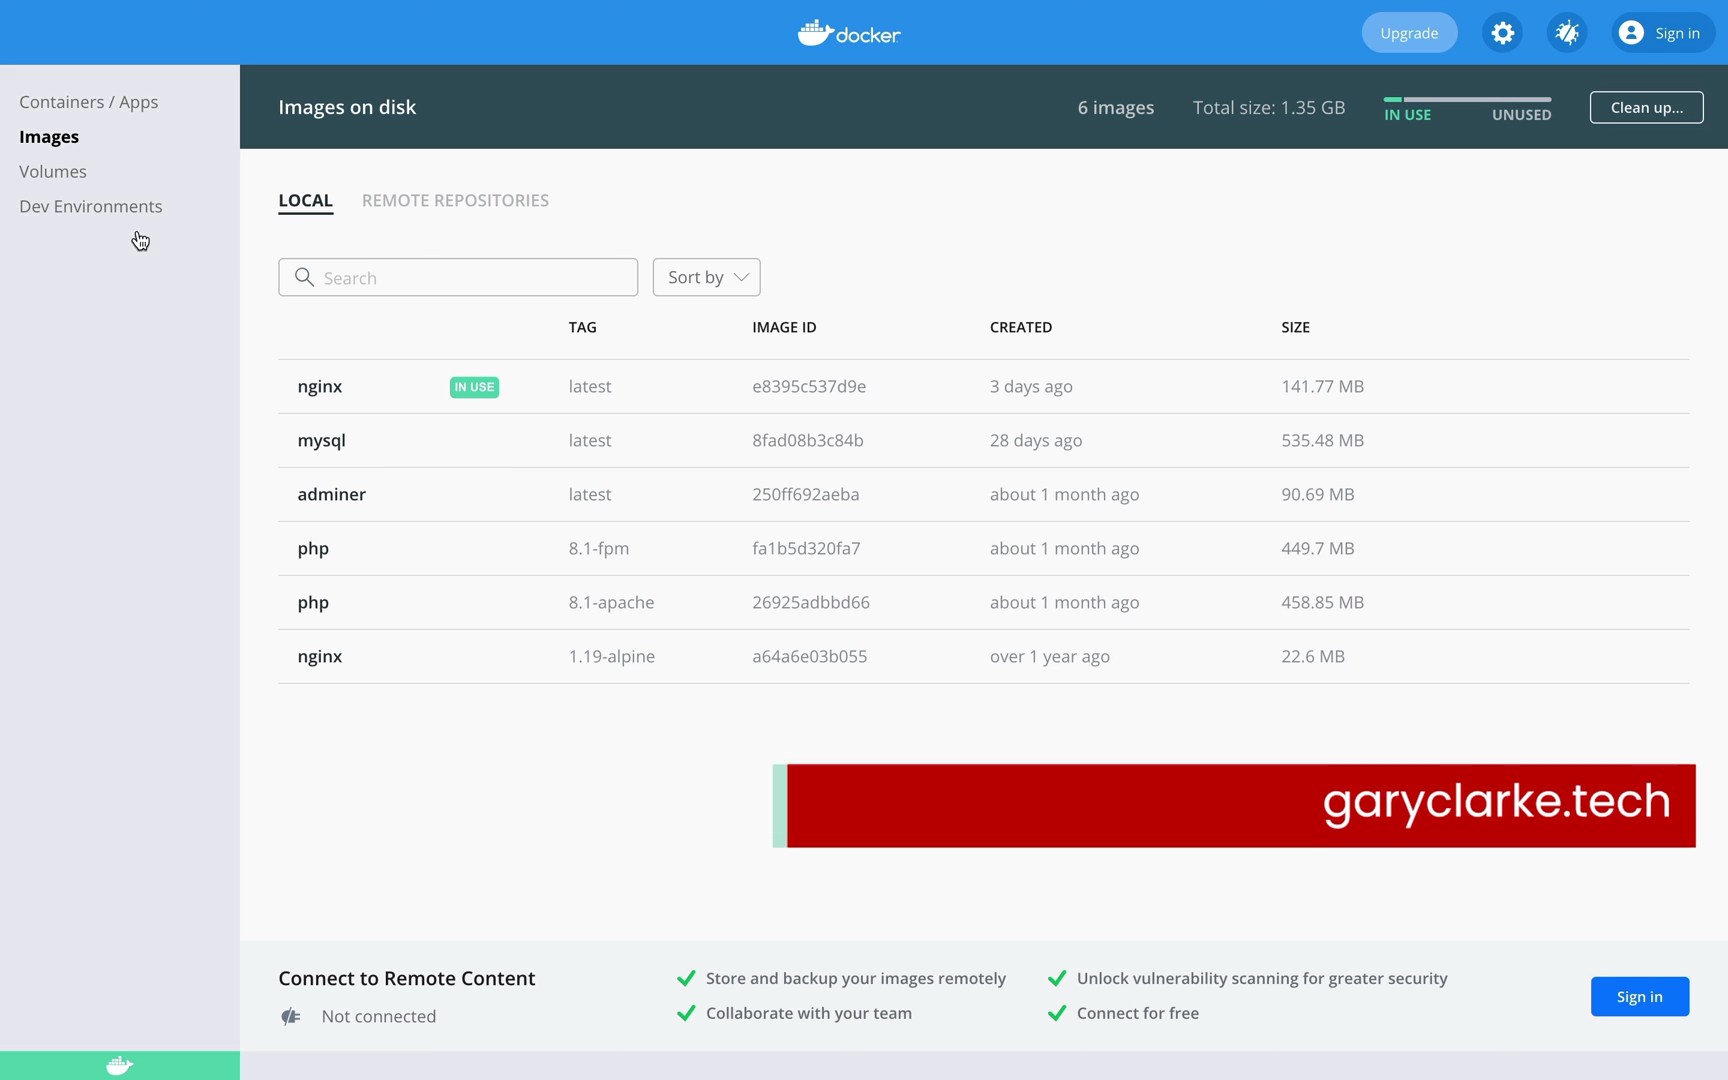 docker
Upgrade
Sign in
Containers / Apps
Images
Volumes
Dev Environments
Images on disk
6 images
Total size: 1.35 GB
IN USE
UNUSED
Clean up...
LOCAL
REMOTE REPOSITORIES
Search
Sort by
TAG IMAGE ID CREATED SIZE
nginx IN USE latest e8395c537d9e 3 days ago 141.77 MB
mysql latest 8fad08b3c84b 28 days ago 535.48 MB
adminer latest 250ff692aeba about 1 month ago 90.69 MB
php 8.1-fpm fa1b5d320fa7 about 1 month ago 449.7 MB
php 8.1-apache 26925adbbd66 about 1 month ago 458.85 MB
nginx 1.19-alpine a64a6e03b055 over 1 year ago 22.6 MB
garyclarke.tech
Connect to Remote Content
Not connected
Store and backup your images remotely
Collaborate with your team
Unlock vulnerability scanning for greater security
Connect for free
Sign in